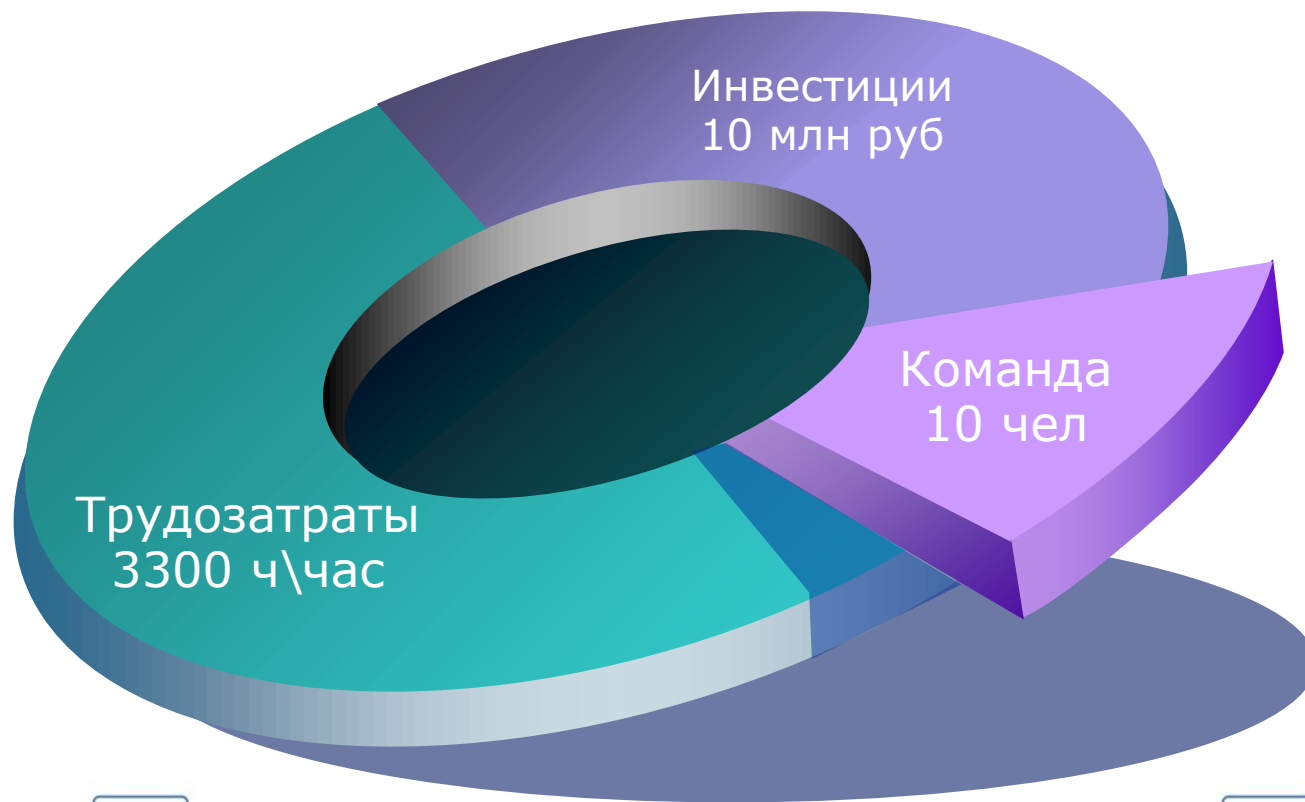 Инвестиции
10 млн руб
Команда
10 чел
Трудозатраты
3300 ч\час